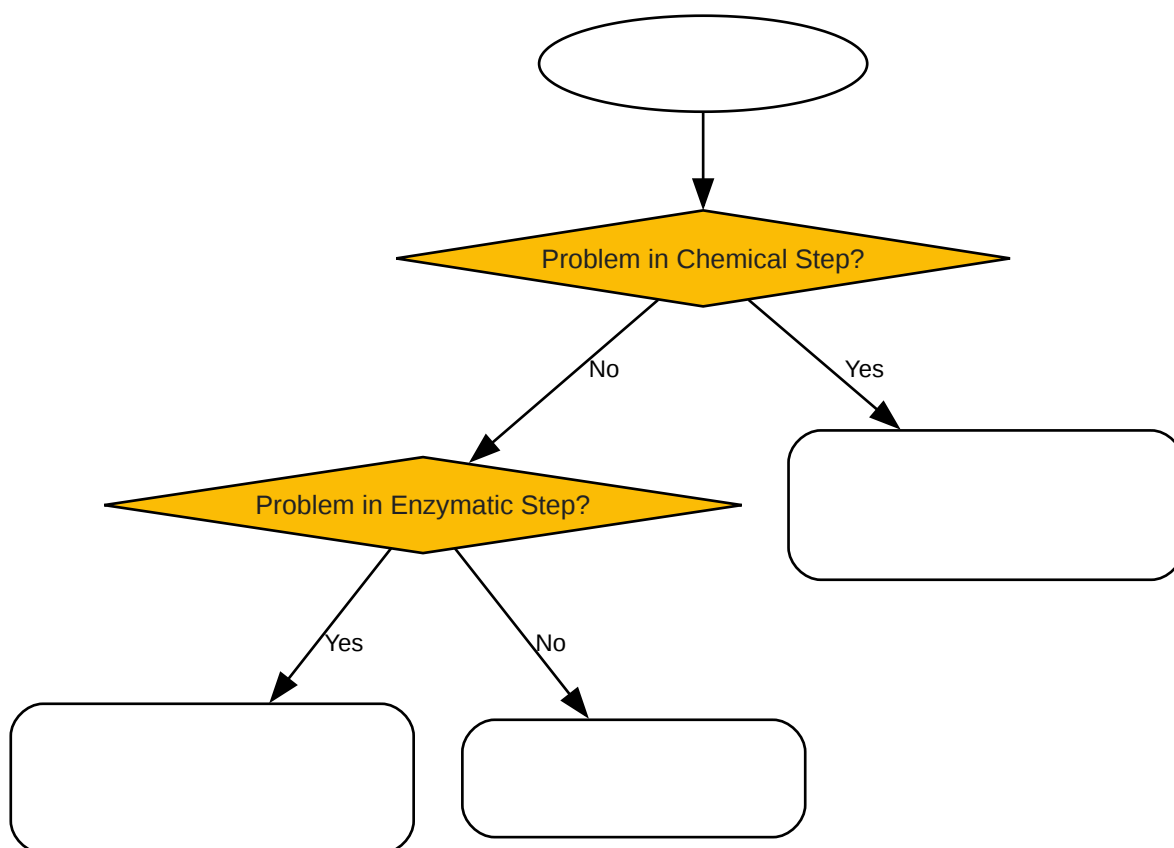 Problem in Chemical Step?
No
Yes
Problem in Enzymatic Step?
Yes
No